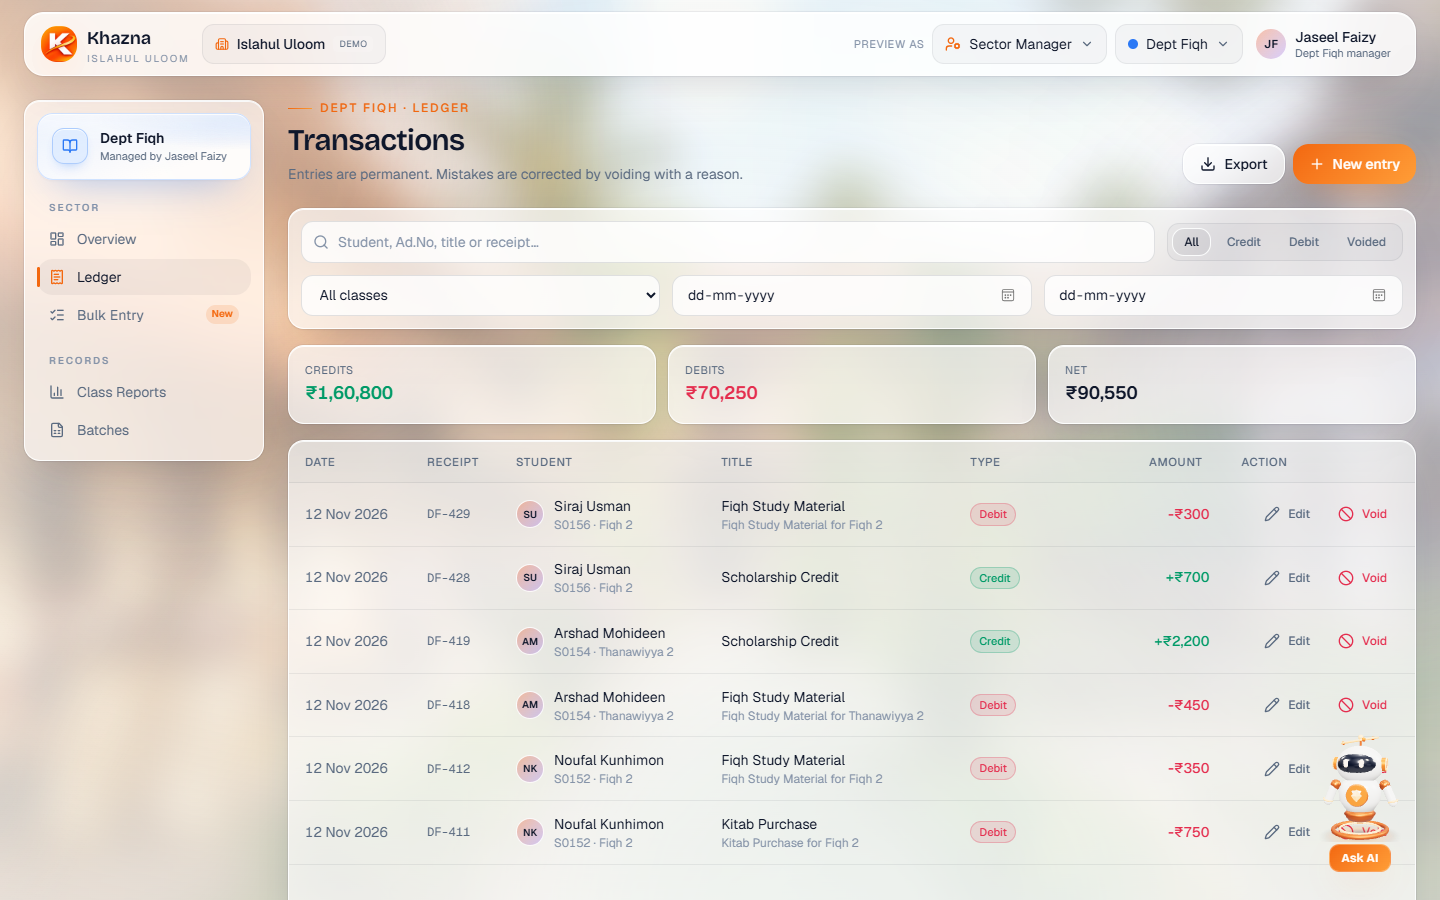 Khazna
ISLAHUL ULOOM
Islahul Uloom DEMO
PREVIEW AS
Sector Manager
Dept Fiqh
JF
Jaseel Faizy
Dept Fiqh manager
Dept Fiqh
Managed by Jaseel Faizy
SECTOR
Overview
Ledger
Bulk Entry New
RECORDS
Class Reports
Batches
DEPT FIQH · LEDGER
Transactions
Entries are permanent. Mistakes are corrected by voiding with a reason.
Export
+ New entry
Student, Ad.No, title or receipt...
All Credit Debit Voided
All classes
dd-mm-yyyy
dd-mm-yyyy
CREDITS
₹1,60,800
DEBITS
₹70,250
NET
₹90,550
DATE RECEIPT STUDENT TITLE TYPE AMOUNT ACTION
12 Nov 2026 DF-429 SU Siraj Usman Fiqh Study Material Debit -₹300 Edit Void
S0156 · Fiqh 2 Fiqh Study Material for Fiqh 2
12 Nov 2026 DF-428 SU Siraj Usman Scholarship Credit Credit +₹700 Edit Void
S0156 · Fiqh 2
12 Nov 2026 DF-419 AM Arshad Mohideen Scholarship Credit Credit +₹2,200 Edit Void
S0154 · Thanawiyya 2
12 Nov 2026 DF-418 AM Arshad Mohideen Fiqh Study Material Debit -₹450 Edit Void
S0154 · Thanawiyya 2 Fiqh Study Material for Thanawiyya 2
12 Nov 2026 DF-412 NK Noufal Kunhimon Fiqh Study Material Debit -₹350 Edit
S0152 · Fiqh 2 Fiqh Study Material for Fiqh 2
12 Nov 2026 DF-411 NK Noufal Kunhimon Kitab Purchase Debit -₹750 Edit
S0152 · Fiqh 2 Kitab Purchase for Fiqh 2
Ask AI